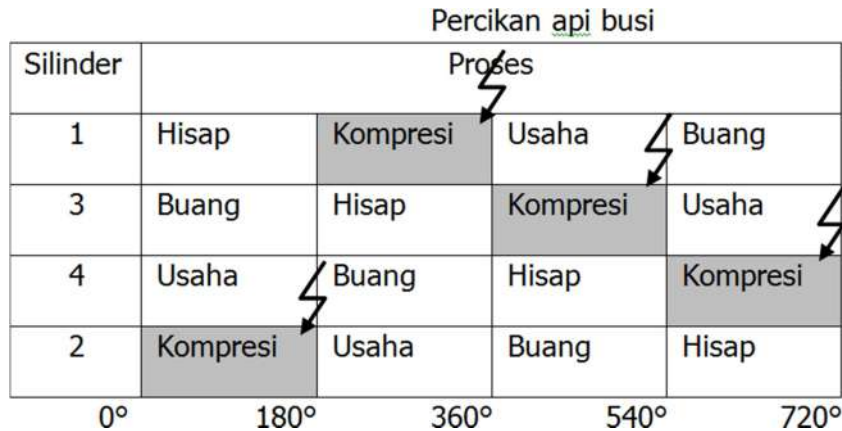 Percikan api busi
Silinder Proses
1 Hisap Kompresi Usaha Buang
3 Buang Hisap Kompresi Usaha
4 Usaha Buang Hisap Kompresi
2 Kompresi Usaha Buang Hisap
0° 180° 360° 540° 720°